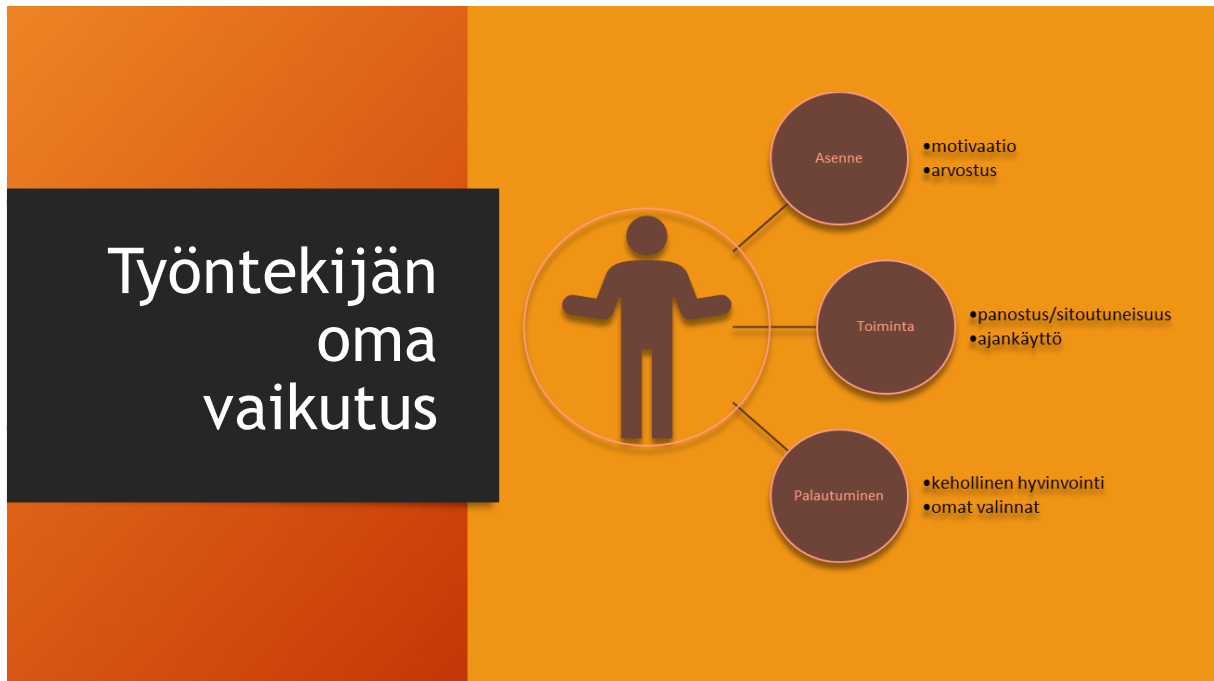 Työntekijän
oma
vaikutus
Asenne
•motivaatio
•arvostus
Toiminta
•panostus/sitoutuneisuus
•ajankäyttö
Palautuminen
•kehollinen hyvinvointi
•omat valinnat